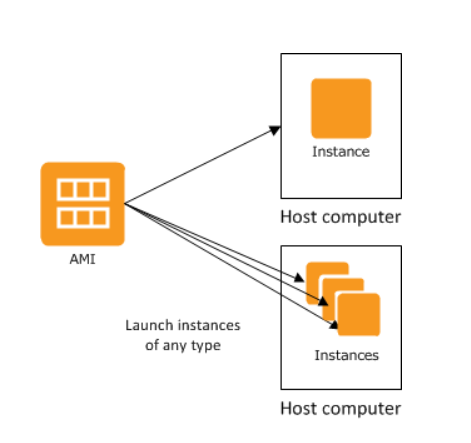 Instance
Host computer
AMI
Launch instances
of any type
Instances
Host computer